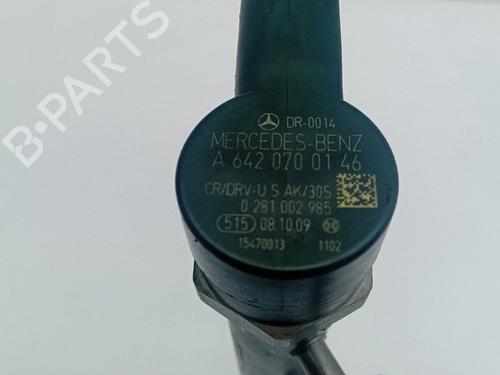 B-PARTS
DR-0014
MERCEDES-BENZ
A 642 070 01 46
CR/DRV-U S AK/30S
0 281 002 985
515 08.10.09
15470013 1102